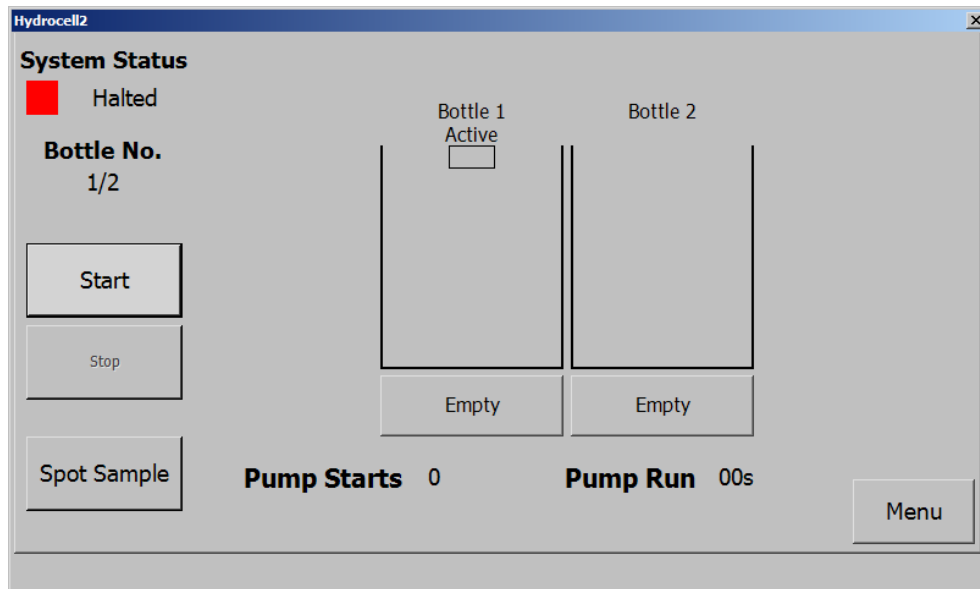 Hydrocell2
System Status
Halted
Bottle No.
1/2
Bottle 1
Active
Bottle 2
Start
Stop
Empty
Empty
Spot Sample
Pump Starts 0
Pump Run 00s
Menu